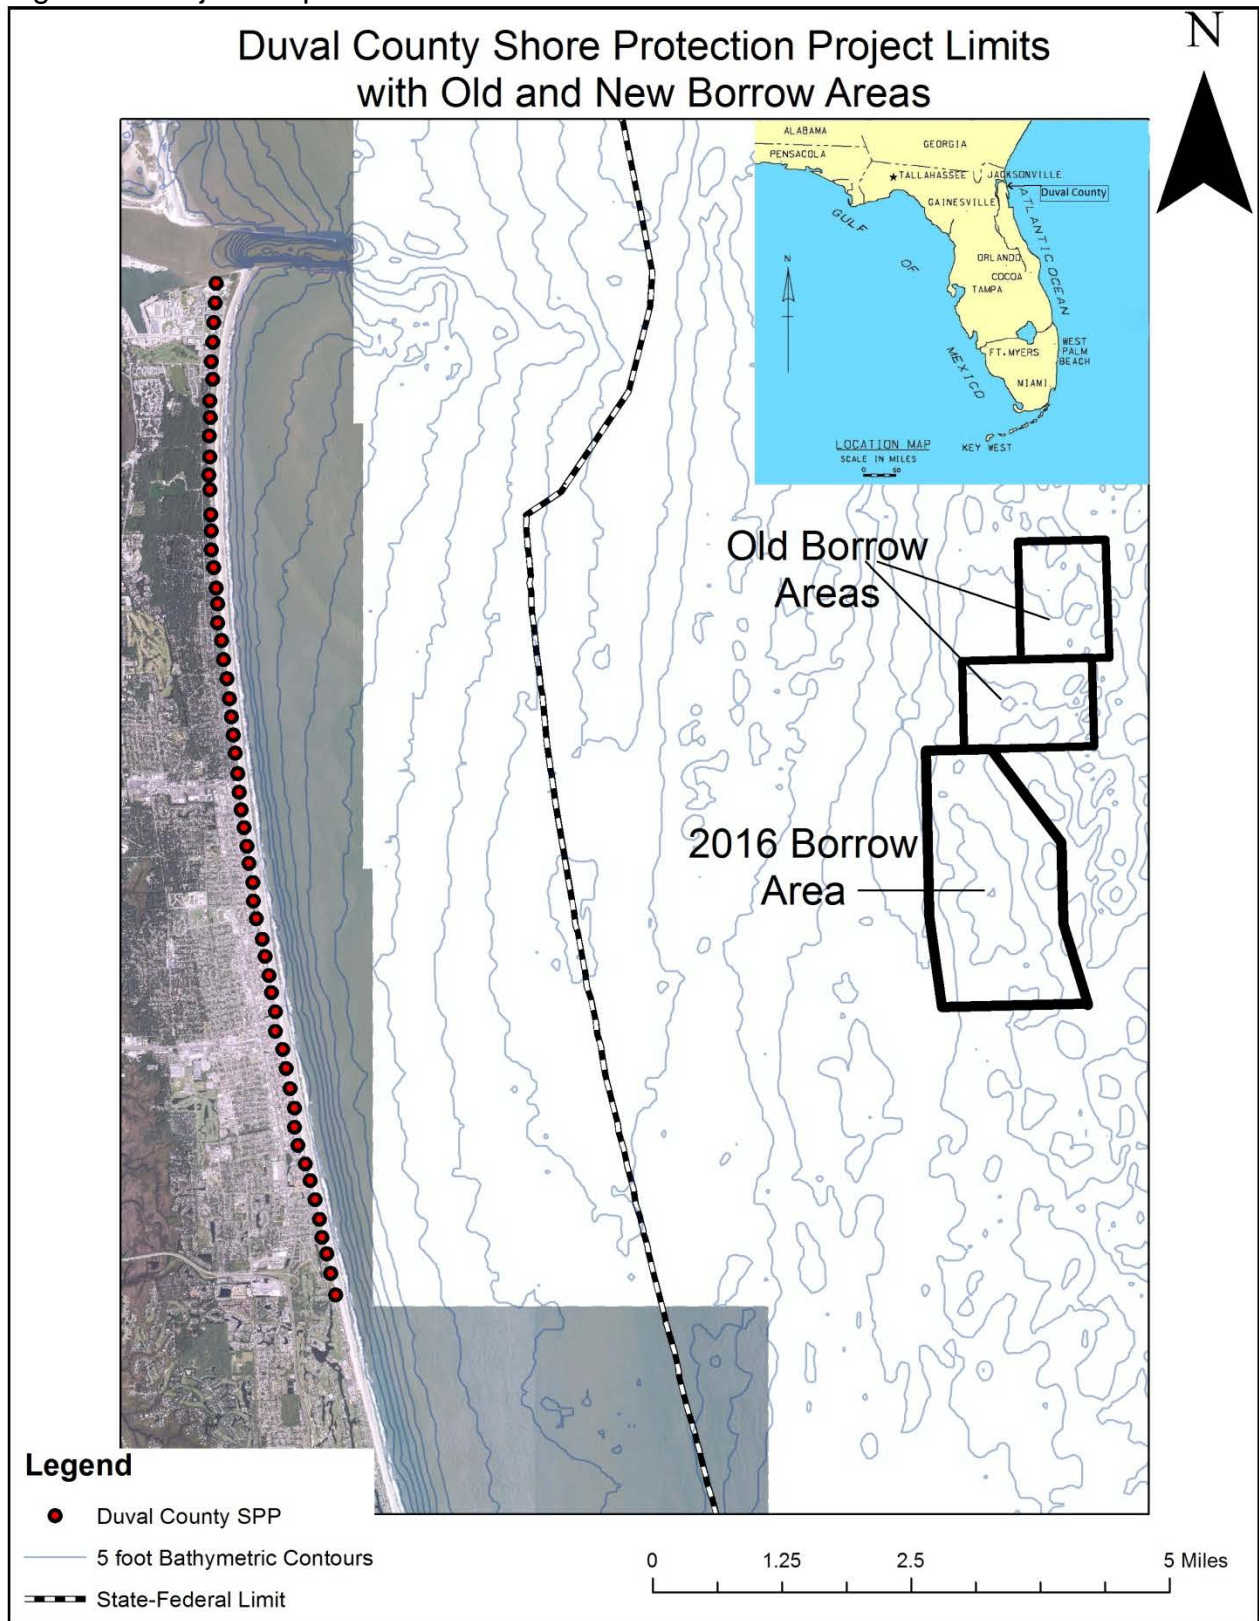 Duval County Shore Protection Project Limits
with Old and New Borrow Areas
N
ALABAMA
GEORGIA
PENSACOLA
TALLAHASSEE
JACKSONVILLE
Duval County
GAINESVILLE
ATLANTIC OCEAN
GULF
OF
MEXICO
N
ORLANDO
COCOA
TAMPA
WEST
PALM
BEACH
FT. MYERS
MIAMI
KEY WEST
LOCATION MAP
SCALE IN MILES
0 50
Old Borrow
Areas
2016 Borrow
Area
Legend
Duval County SPP
5 foot Bathymetric Contours
State-Federal Limit
0 1.25 2.5 5 Miles